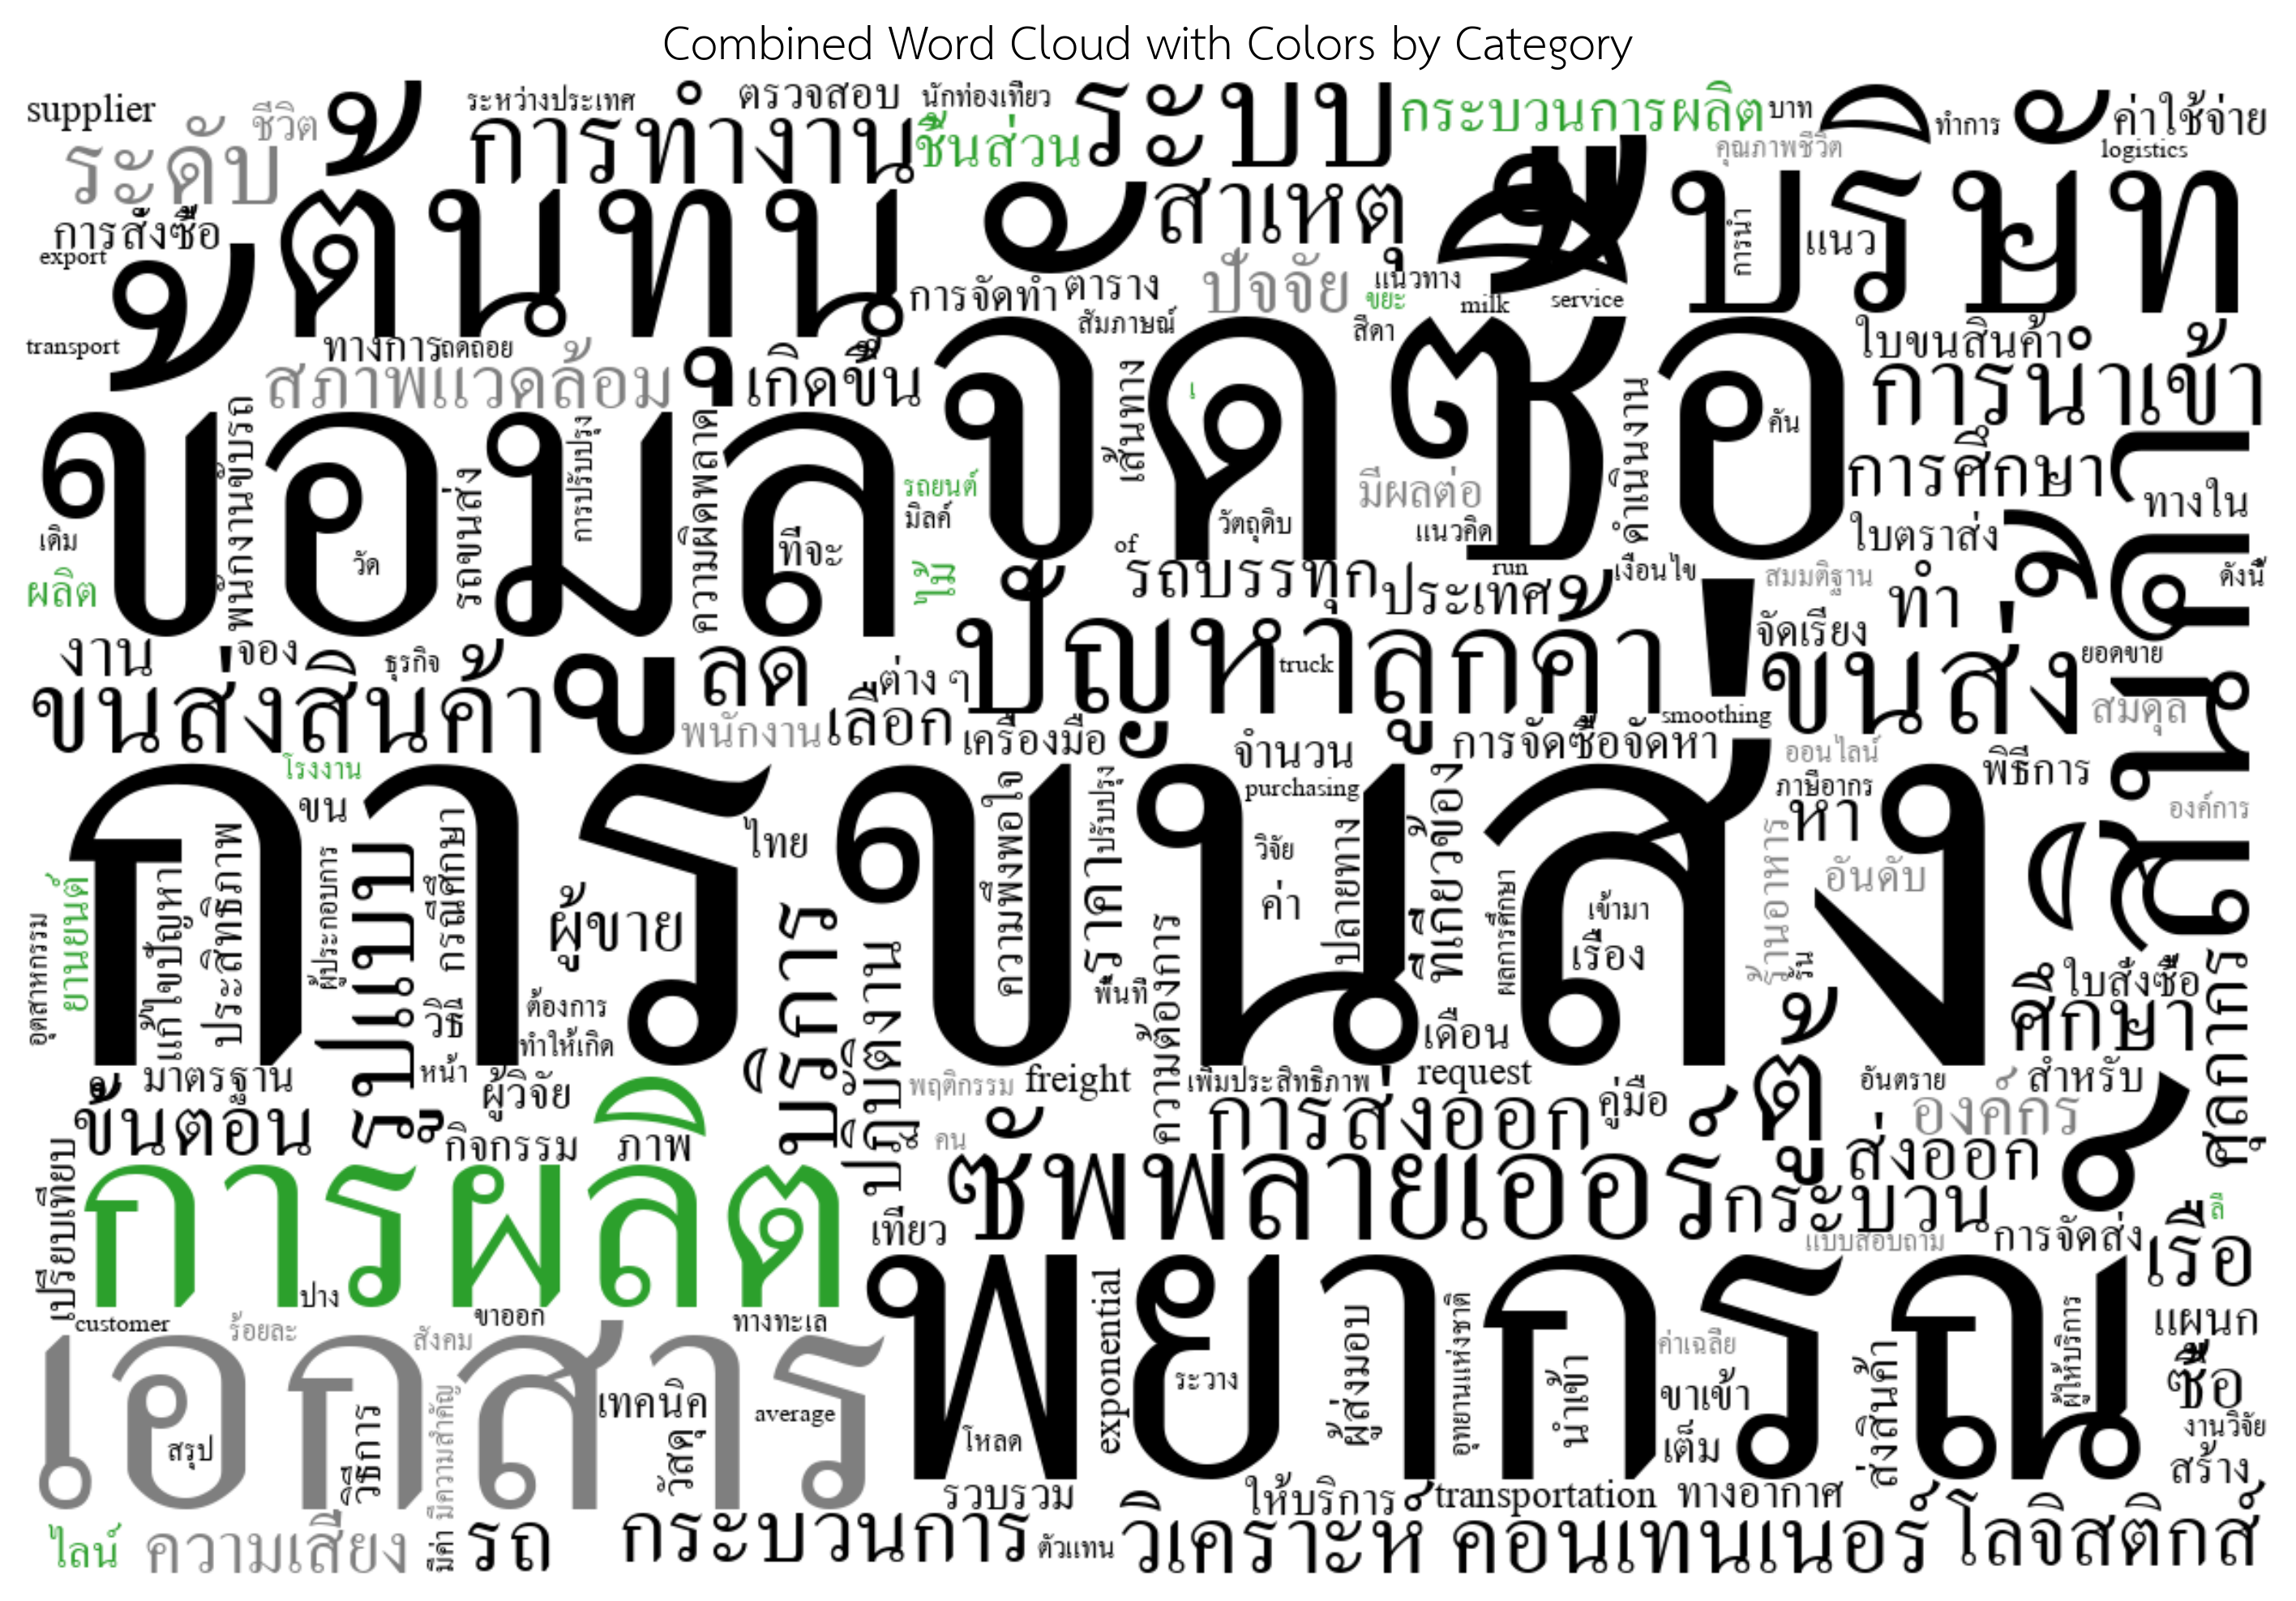 Combined Word Cloud with Colors by Category
supplier
ชีวิต
ระดับ
ระหว่างประเทศ
การทำงาน
ตรวจสอบ
นักท่องเที่ยว
ชิ้นส่วน
ระบบ
กระบวนการผลิต
บาท
ทำการ
ค่าใช้จ่าย
คุณภาพชีวิต
logistics
การสั่งซื้อ
export
ต้นทุน
สาเหตุ
บริษัท
การนำ
แนว
การจัดทำ
ตาราง
ปัจจัย
แนวทาง
ขยะ
milk
service
สัมภาษณ์
สีดา
transport
ทางการ
ถดถอย
สภาพแวดล้อม
เกิดขึ้น
จัดซื้อ
ใบขนสินค้า
การนำเข้า
ข้อมูล
พนักงานขับรถ
รถขนส่ง
การปรับปรุง
ความผิดพลาด
เส้นทาง
ดำเนินงาน
คัน
การศึกษา
สินค้า
ทางใน
รถยนต์
มิลค์
มีผลต่อ
วัตถุดิบ
แนวคิด
ใบตราส่ง
เดิม
วัด
ที่จะ
of
ผลิต
ไม้
รถบรรทุก
run
ประเทศ
เงื่อนไข
สมมติฐาน
ทำ
ดังนี้
งาน
จอง
ธุรกิจ
ลด
ต่าง ๆ
ปัญหา
truck
ลูกค้า
จัดเรียง
ขนส่ง
ยอดขาย
ขนส่งสินค้า
พนักงาน
เลือก
เครื่องมือ
จำนวน
การจัดซื้อจัดหา
smoothing
สมดุล
โรงงาน
ออนไลน์
พิธีการ
ขน
การขนส่ง
purchasing
ภาษีอากร
หา
องค์การ
ไทย
ความพึงพอใจ
ปรับปรุง
ราคา
วิจัย
ค่า
ปลายทาง
ที่เกี่ยวข้อง
ผลการศึกษา
เข้ามา
เรื่อง
ร้านอาหาร
อันดับ
อุตสาหกรรม
ยานยนต์
แก้ไขปัญหา
ประสิทธิภาพ
ผู้ประกอบการ
รูปแบบ
กรณีศึกษา
วิธี
ผู้ขาย
ต้องการ
ทำให้เกิด
บริการ
ปฏิบัติงาน
พื้นที่
ความต้องการ
เดือน
ตู้
ใบสั่งซื้อ
ศึกษา
ศุลกากร
ขั้นตอน
มาตรฐาน
หน้า
ผู้วิจัย
พฤติกรรม
freight
เพิ่มประสิทธิภาพ
request
การส่งออก
คู่มือ
อันตราย
สำหรับ
องค์กร
เปรียบเทียบ
กิจกรรม
ภาพ
คน
ส่งออก
การผลิต
ซัพพลายเออร์
กระบวน
เที่ยว
แบบสอบถาม
การจัดส่ง
เรือ
ปาง
customer
ร้อยละ
สังคม
ขาออก
ทางทะเล
พยากรณ์
exponential
ระวาง
โหลด
ผู้ส่งมอบ
อุทยานแห่งชาติ
นำเข้า
ค่าเฉลี่ย
ขาเข้า
เต็ม
ส่งสินค้า
ผู้ให้บริการ
แผนก
ซื้อ
งานวิจัย
สร้าง
เอกสาร
สรุป
วิธีการ
มีความสำคัญ
เทคนิค
วัสดุ
average
ไลน์
ความเสี่ยง
มีค่า
รถ
กระบวนการ
รวบรวม
ตัวแทน
ให้บริการ
วิเคราะห์
transportation
ทางอากาศ
คอนเทนเนอร์
โลจิสติกส์